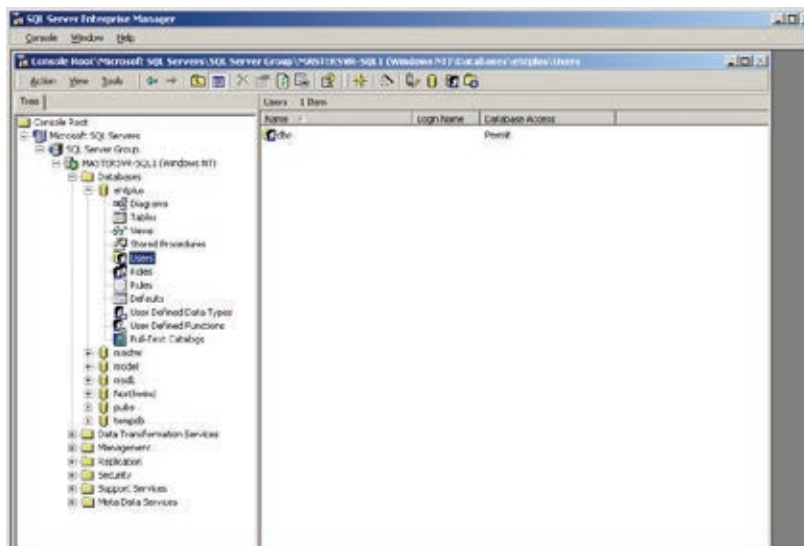 SQL Server Enterprise Manager
Console Window Help
Console Root\Microsoft SQL Servers\SQL Server Group\MASTERSVR-SQL1 (Windows NT)\Databases\ehlplus\Users
Action View Tools
Tree
Users 1 Item
Name Login Name Database Access
dbo Permit
Console Root
Microsoft SQL Servers
SQL Server Group
MASTERSVR-SQL1 (Windows NT)
Databases
ehlplus
Diagrams
Tables
Views
Stored Procedures
Users
Roles
Rules
Defaults
User Defined Data Types
User Defined Functions
Full-Text Catalogs
master
model
msdb
Northwind
pubs
tempdb
Data Transformation Services
Management
Replication
Security
Support Services
Meta Data Services